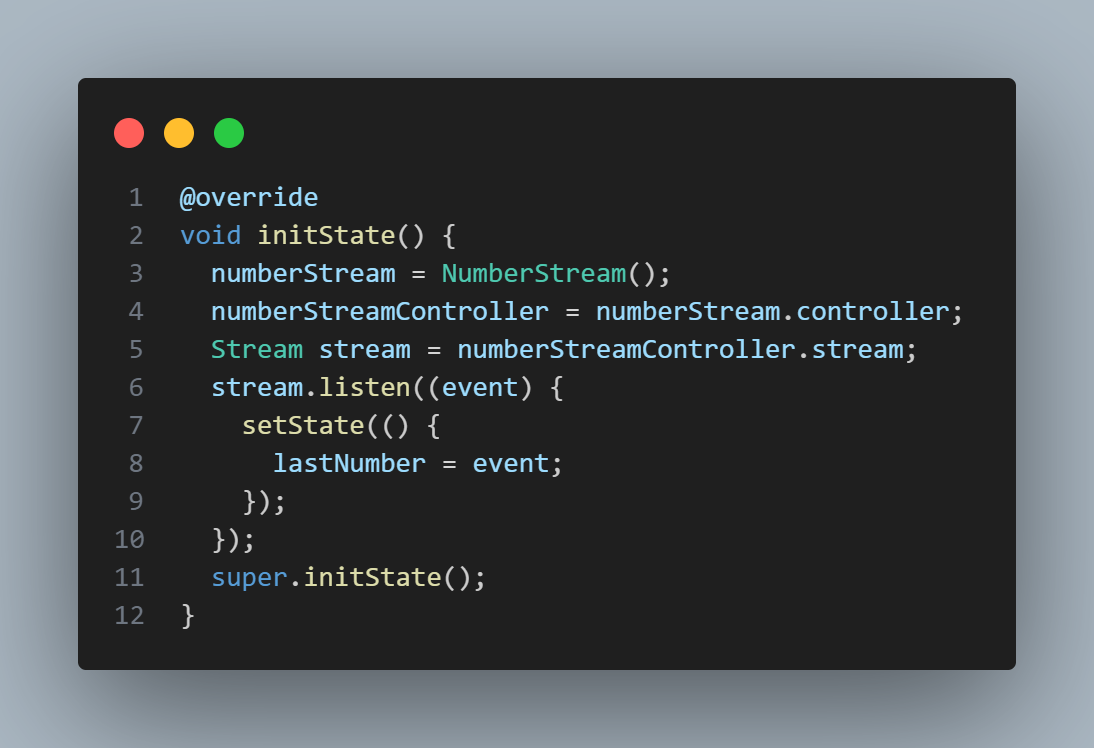 1 @override
2 void initState() {
3   numberStream = NumberStream();
4   numberStreamController = numberStream.controller;
5   Stream stream = numberStreamController.stream;
6   stream.listen((event) {
7     setState(() {
8       lastNumber = event;
9     });
10   });
11   super.initState();
12 }